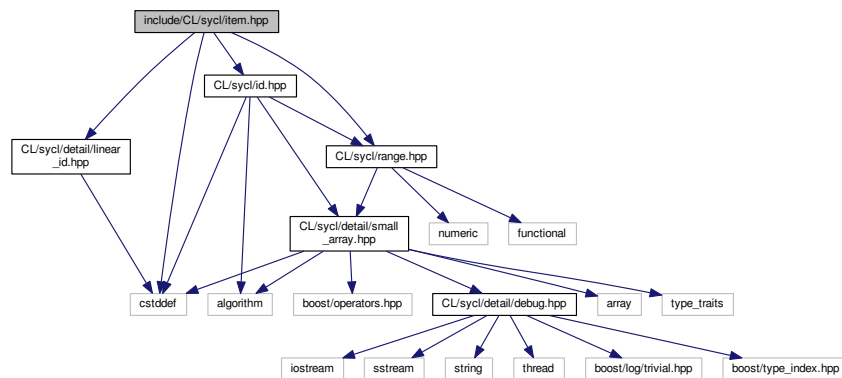 include/CL/sycl/item.hpp
CL/sycl/id.hpp
CL/sycl/detail/linear
_id.hpp
CL/sycl/range.hpp
CL/sycl/detail/small
_array.hpp
numeric
functional
cstddef
algorithm
boost/operators.hpp
CL/sycl/detail/debug.hpp
array
type_traits
iostream
sstream
string
thread
boost/log/trivial.hpp
boost/type_index.hpp